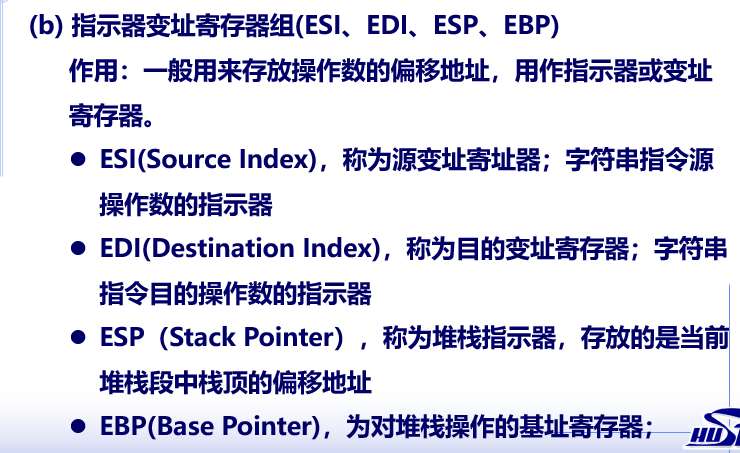 (b) 指示器变址寄存器组(ESI、EDI、ESP、EBP)
作用：一般用来存放操作数的偏移地址，用作指示器或变址
寄存器。
● ESI(Source Index)，称为源变址寄址器；字符串指令源
操作数的指示器
● EDI(Destination Index)，称为目的变址寄存器；字符串
指令目的操作数的指示器
● ESP（Stack Pointer），称为堆栈指示器，存放的是当前
堆栈段中栈顶的偏移地址
● EBP(Base Pointer)，为对堆栈操作的基址寄存器；